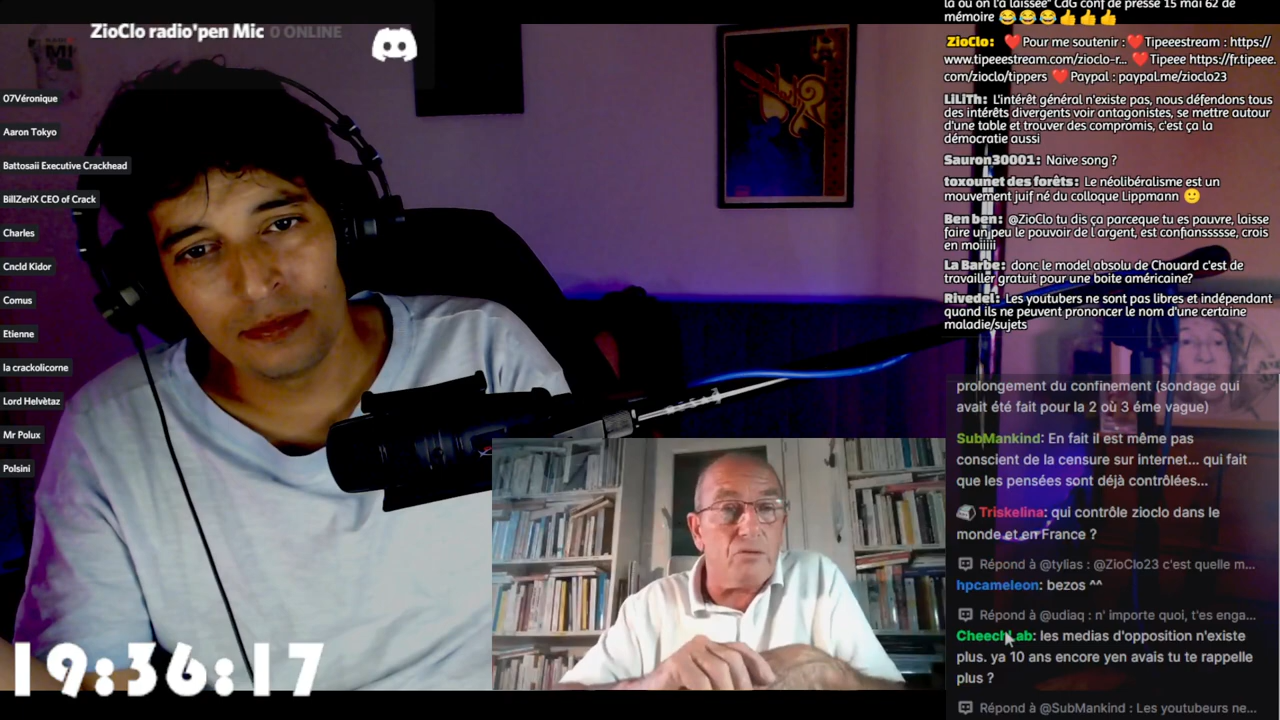 ZioClo radio'pen Mic 0 ONLINE
07Véronique
Aaron Tokyo
Battosaii Executive Crackhead
BillZeriX CEO of Crack
Charles
Cncld Kidor
Comus
Etienne
la crackolicorne
Lord Helvètaz
Mr Polux
Polsini
19:36:17
là où on l'a laissée" CdG conf de presse 15 mai 62 de
mémoire 😂😂😂👍👍👍
ZioClo: ❤️Pour me soutenir :❤️Tipeeestream : https://
www.tipeeestream.com/zioclo-r... ❤️Tipeee https://fr.tipeee.
com/zioclo/tippers ❤️Paypal : paypal.me/zioclo23
LiLiTh: L'intérêt général n'existe pas, nous défendons tous
des intérêts divergents voir antagonistes, se mettre autour
d'une table et trouver des compromis, c'est ça la
démocratie aussi
Sauron30001: Naive song ?
toxounet des forêts: Le néolibéralisme est un
mouvement juif né du colloque Lippmann 🙂
Ben ben: @ZioClo tu dis ça parceque tu es pauvre, laisse
faire un peu le pouvoir de l'argent, est confianssssse, crois
en moiiiii
La Barbe: donc le model absolu de Chouard c'est de
travailler gratuit pour une boite américaine?
Rivedel: Les youtubers ne sont pas libres et indépendant
quand ils ne peuvent prononcer le nom d'une certaine
maladie/sujets
prolongement du confinement (sondage qui
avait été fait pour la 2 où 3 éme vague)
SubMankind: En fait il est même pas
conscient de la censure sur internet... qui fait
que les pensées sont déjà contrôlées...
Triskelina: qui contrôle zioclo dans le
monde et en France ?
Répond à @tylias : @ZioClo23 c'est quelle m...
hpcameleon: bezos ^^
Répond à @udiaq : n' importe quoi, t'es enga...
CheechLab: les medias d'opposition n'existe
plus. ya 10 ans encore yen avais tu te rappelle
plus ?
Répond à @SubMankind : Les youtubeurs ne...